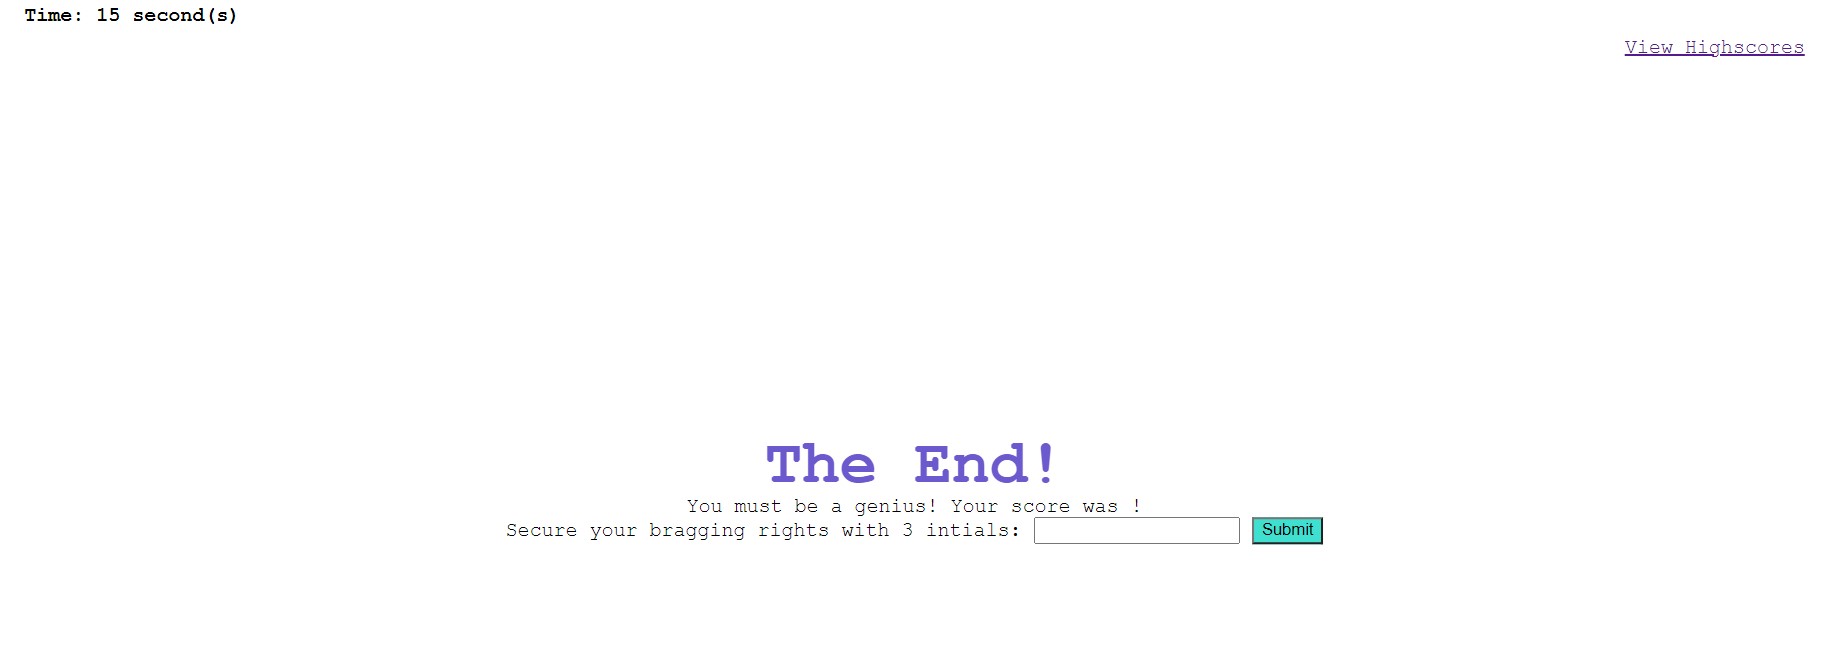 Time: 15 second(s)
View Highscores
The End!
You must be a genius! Your score was !
Secure your bragging rights with 3 intials:
Submit